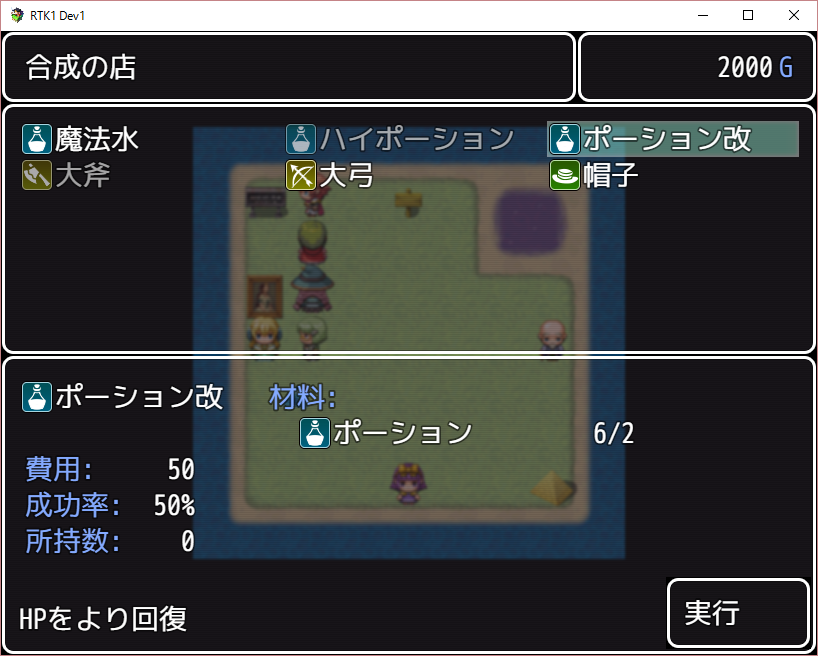 RTK1 Dev1
合成の店
2000 G
魔法水 ハイポーション ポーション改
大斧 大弓 帽子
ポーション改 材料:
ポーション 6/2
費用: 50
成功率: 50%
所持数: 0
HPをより回復
実行